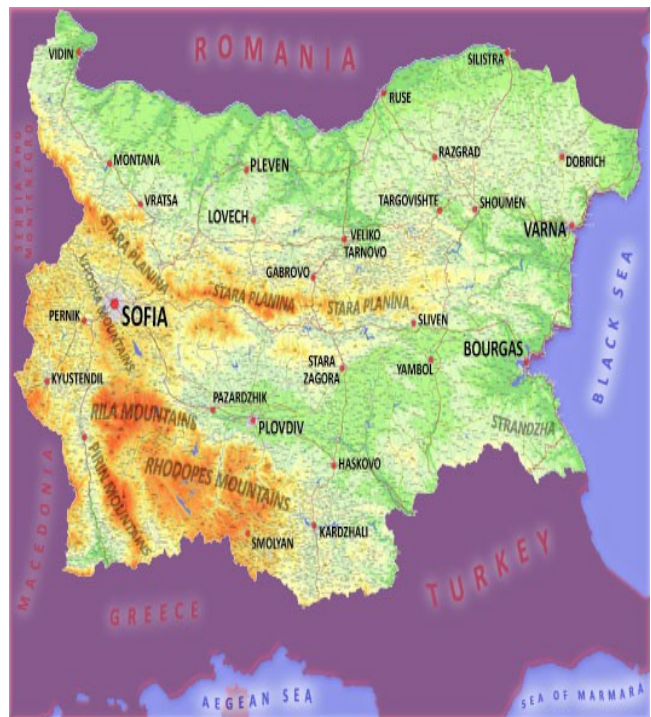 ROMANIA
VIDIN
SILISTRA
RUSE
MONTANA
PLEVEN
RAZGRAD
DOBRICH
SERBIA AND
MONTENEGRO
VRATSA
LOVECH
TARGOVISHTE
SHOUMEN
VARNA
VELIKO
TARNOVO
STARA PLANINA
GABROVO
STARA PLANINA
STARA PLANINA
BLACK SEA
PERNIK
SOFIA
SLIVEN
BOURGAS
STARA
ZAGORA
YAMBOL
KYUSTENDIL
RILA MOUNTAINS
PAZARDZHIK
PLOVDIV
STRANDZHA
PIRIN MOUNTAINS
RHODOPES MOUNTAINS
HASKOVO
MACEDONIA
SMOLYAN
KARDZHALI
TURKEY
GREECE
AEGEAN SEA
SEA OF MARMARA